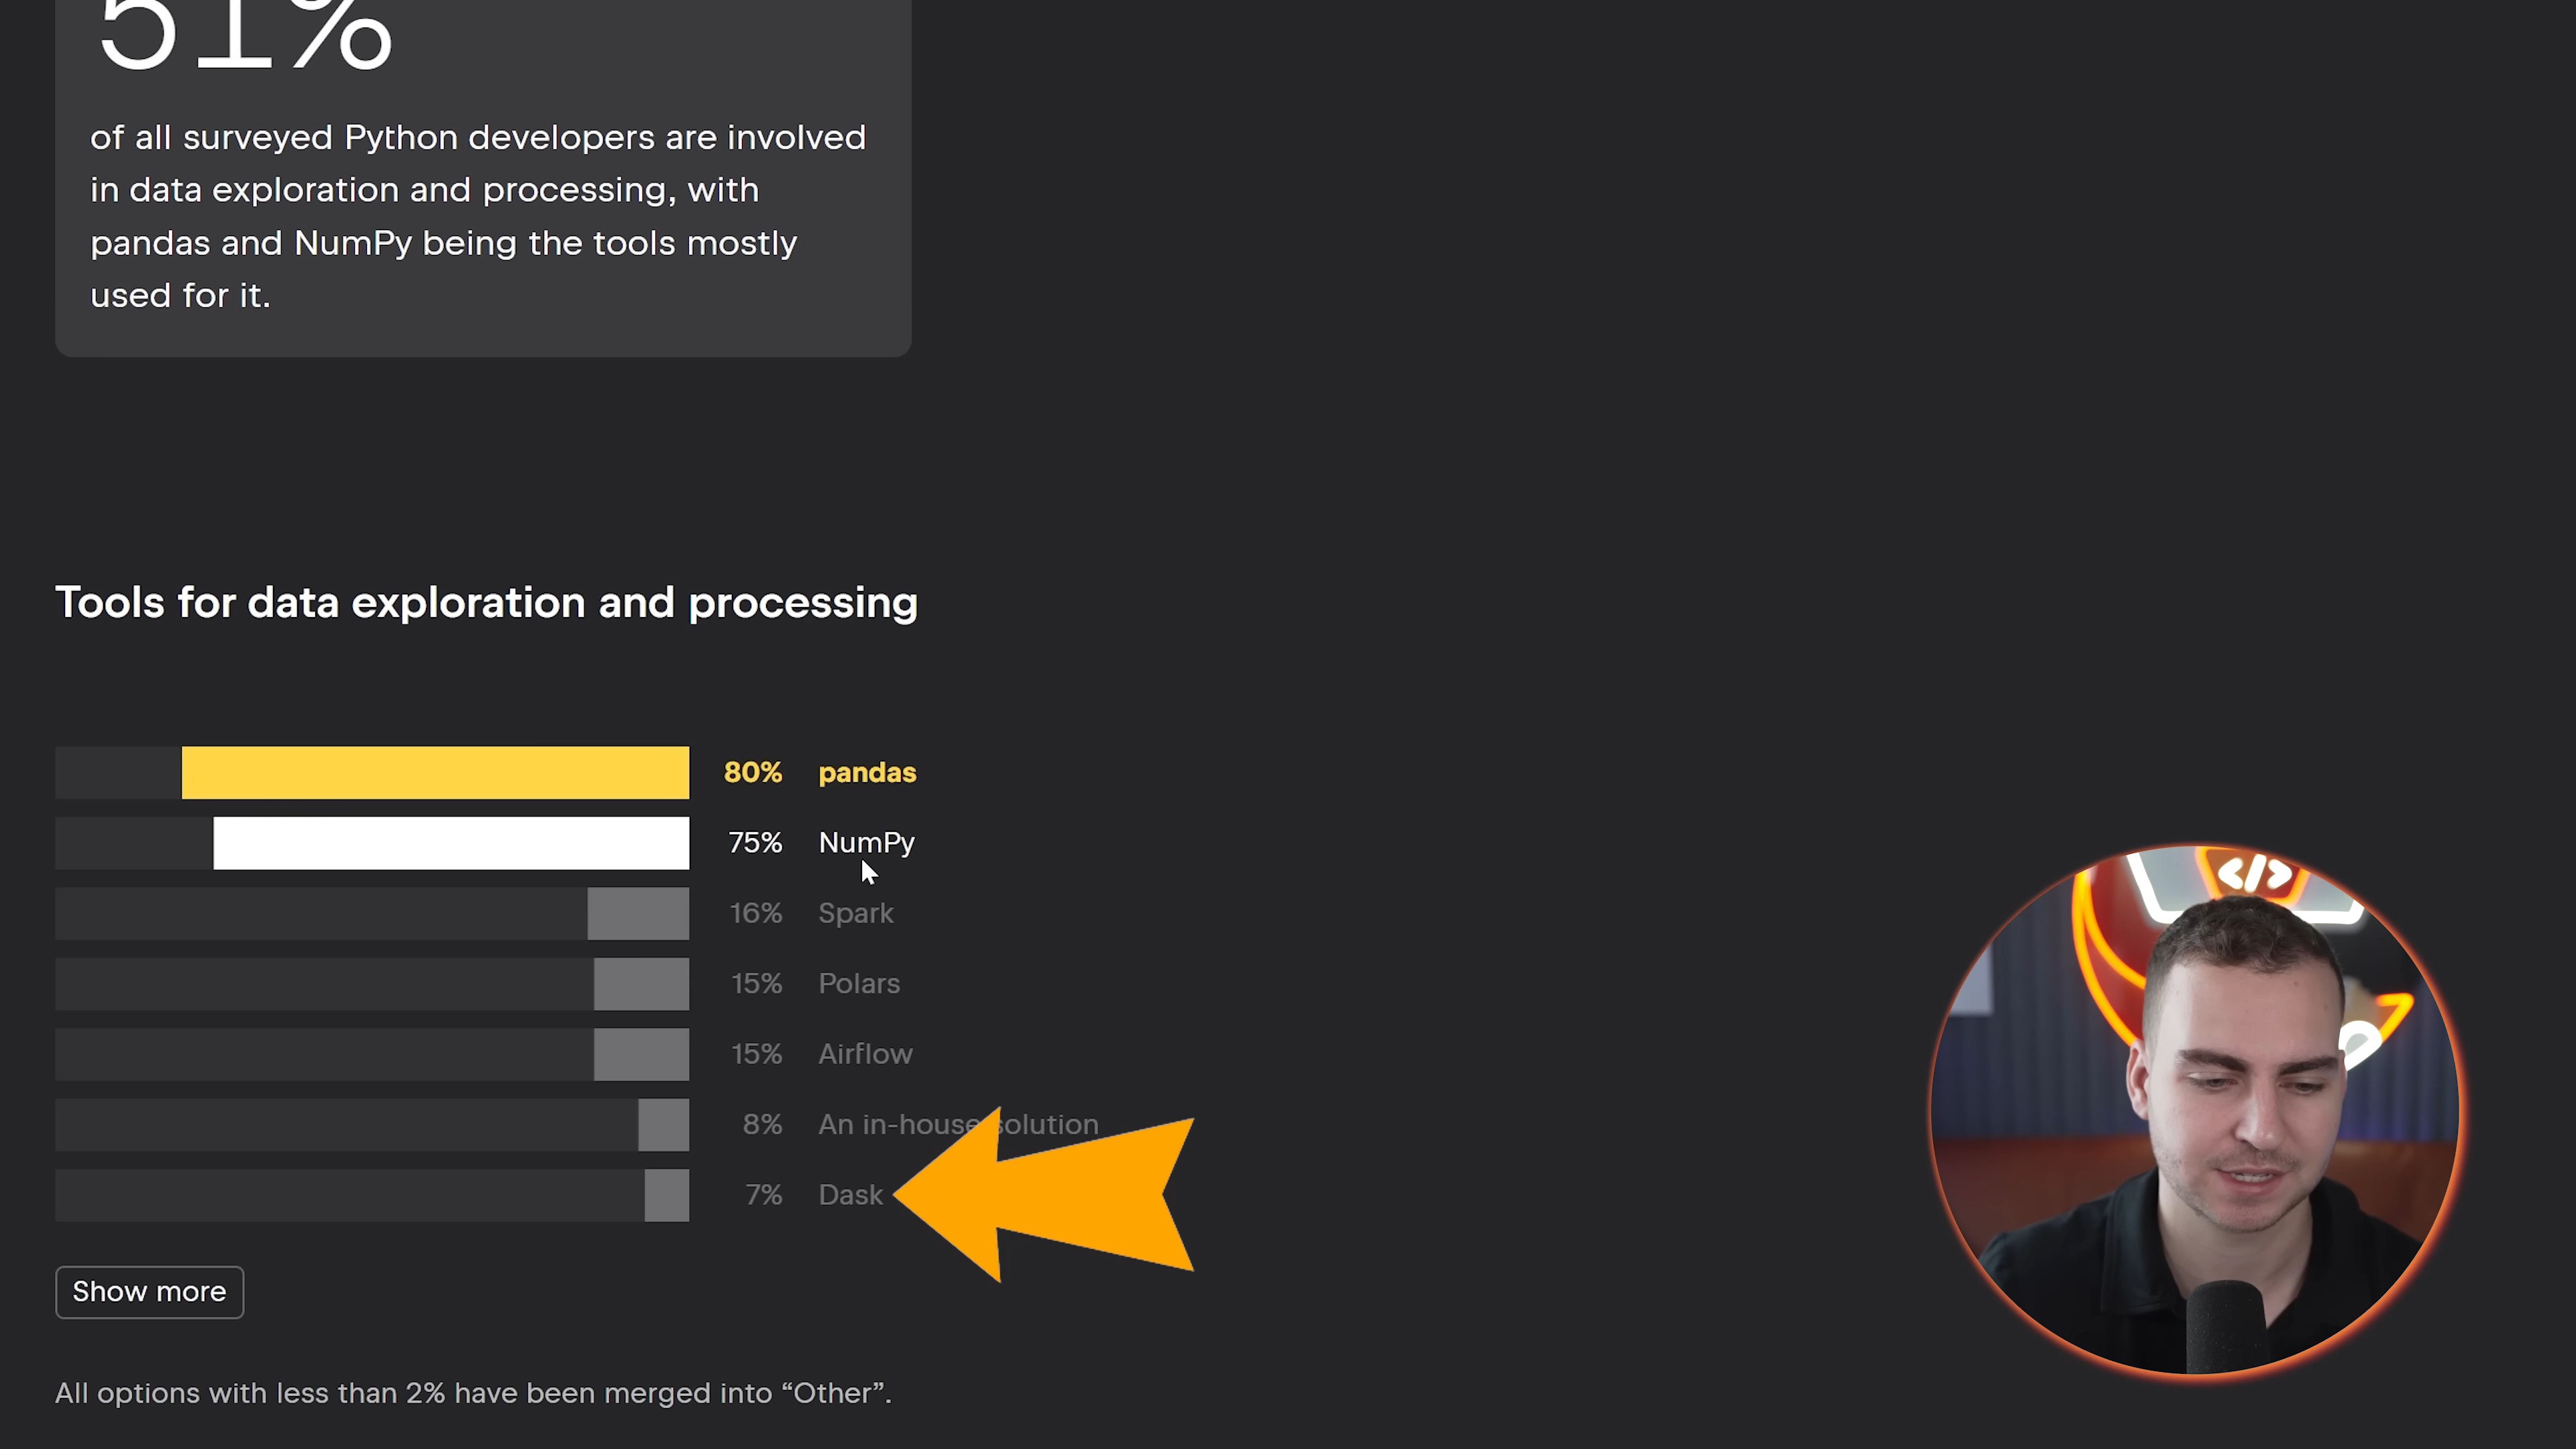 51%
of all surveyed Python developers are involved
in data exploration and processing, with
pandas and NumPy being the tools mostly
used for it.
Tools for data exploration and processing
80% pandas
75% NumPy
16% Spark
15% Polars
15% Airflow
8% An in-house solution
7% Dask
Show more
All options with less than 2% have been merged into “Other”.
</>